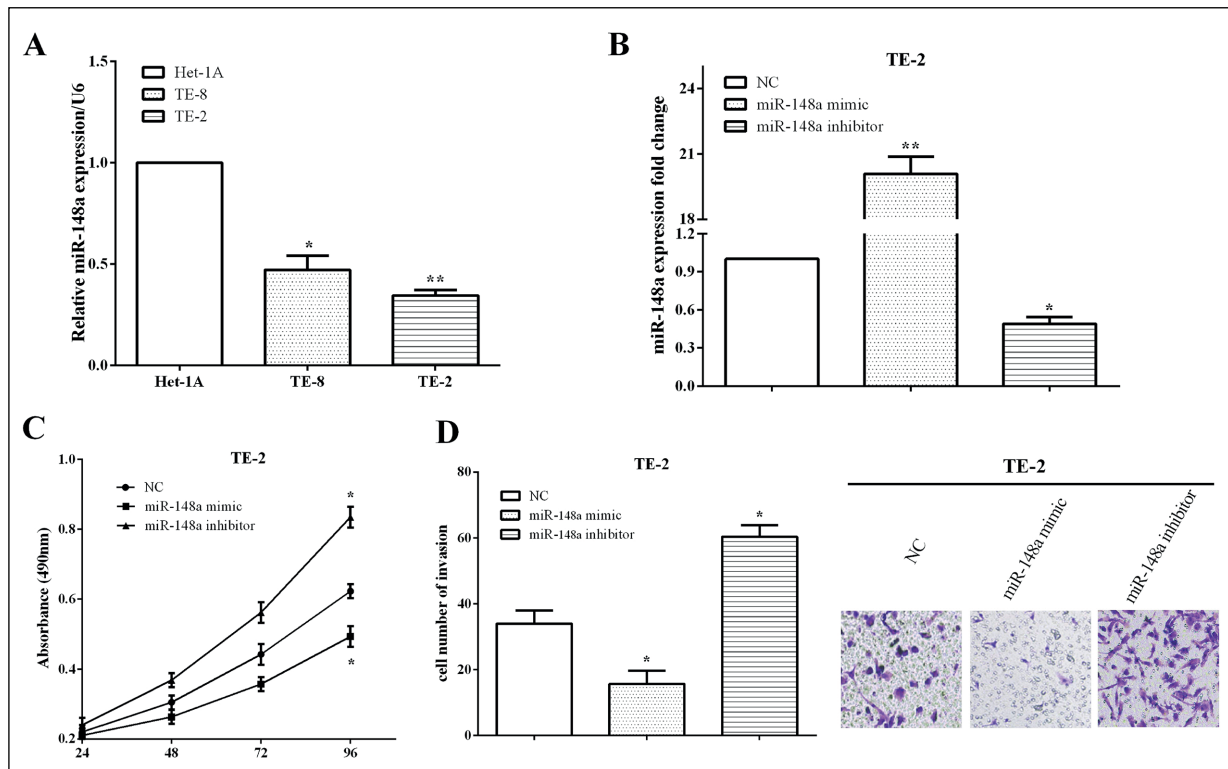 A
Relative miR-148a expression/U6
1.5
1.0
0.5
0.0
Het-1A
TE-8
TE-2
*
**
Het-1A
TE-8
TE-2
B
TE-2
miR-148a expression fold change
24
21
18
1.2
0.9
0.6
0.3
0.0
NC
miR-148a mimic
miR-148a inhibitor
**
*
C
TE-2
Absorbance (490nm)
1.0
0.8
0.6
0.4
0.2
NC
miR-148a mimic
miR-148a inhibitor
*
*
24
48
72
96
D
TE-2
cell number of invasion
80
60
40
20
0
NC
miR-148a mimic
miR-148a inhibitor
*
*
TE-2
NC
miR-148a mimic
miR-148a inhibitor